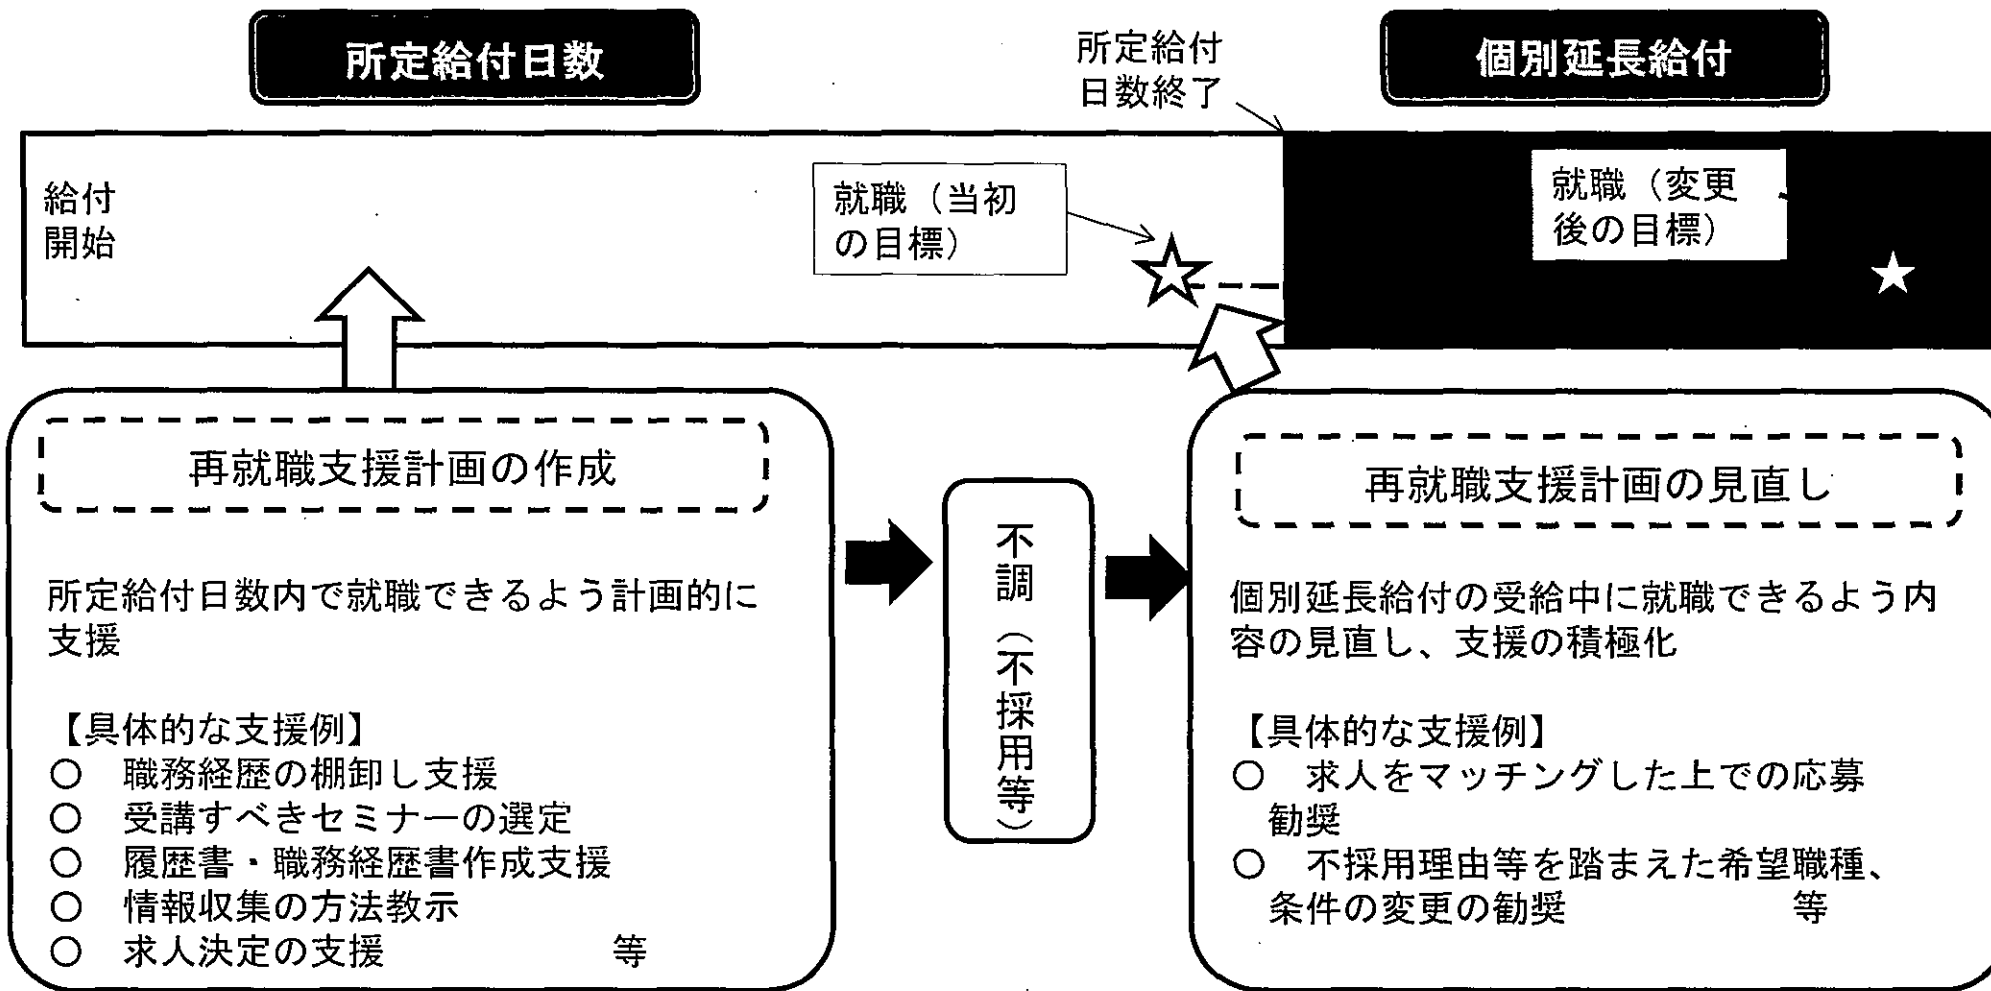 所定給付日数
所定給付
日数終了
個別延長給付
給付
開始
就職（当初
の目標）
就職（変更
後の目標）
再就職支援計画の作成
所定給付日数内で就職できるよう計画的に
支援
【具体的な支援例】
○　職務経歴の棚卸し支援
○　受講すべきセミナーの選定
○　履歴書・職務経歴書作成支援
○　情報収集の方法教示
○　求人決定の支援　　　　　　等
不調（不採用等）
再就職支援計画の見直し
個別延長給付の受給中に就職できるよう内
容の見直し、支援の積極化
【具体的な支援例】
○　求人をマッチングした上での応募
勧奨
○　不採用理由等を踏まえた希望職種、
条件の変更の勧奨　　　　　　等